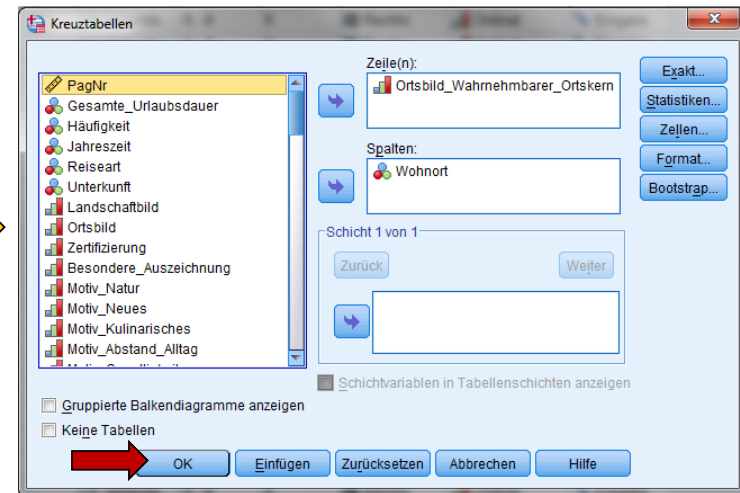 Kreuztabellen
PagNr
Gesamte_Urlaubsdauer
Häufigkeit
Jahreszeit
Reiseart
Unterkunft
Landschaftbild
Ortsbild
Zertifizierung
Besondere_Auszeichnung
Motiv_Natur
Motiv_Neues
Motiv_Kulinarisches
Motiv_Abstand_Alltag
Zeile(n):
Ortsbild_Wahrnehmbarer_Ortskern
Spalten:
Wohnort
Schicht 1 von 1
Zurück
Weiter
Schichtvariablen in Tabellenschichten anzeigen
Exakt...
Statistiken...
Zellen...
Format...
Bootstrap...
Gruppierte Balkendiagramme anzeigen
Keine Tabellen
OK
Einfügen
Zurücksetzen
Abbrechen
Hilfe